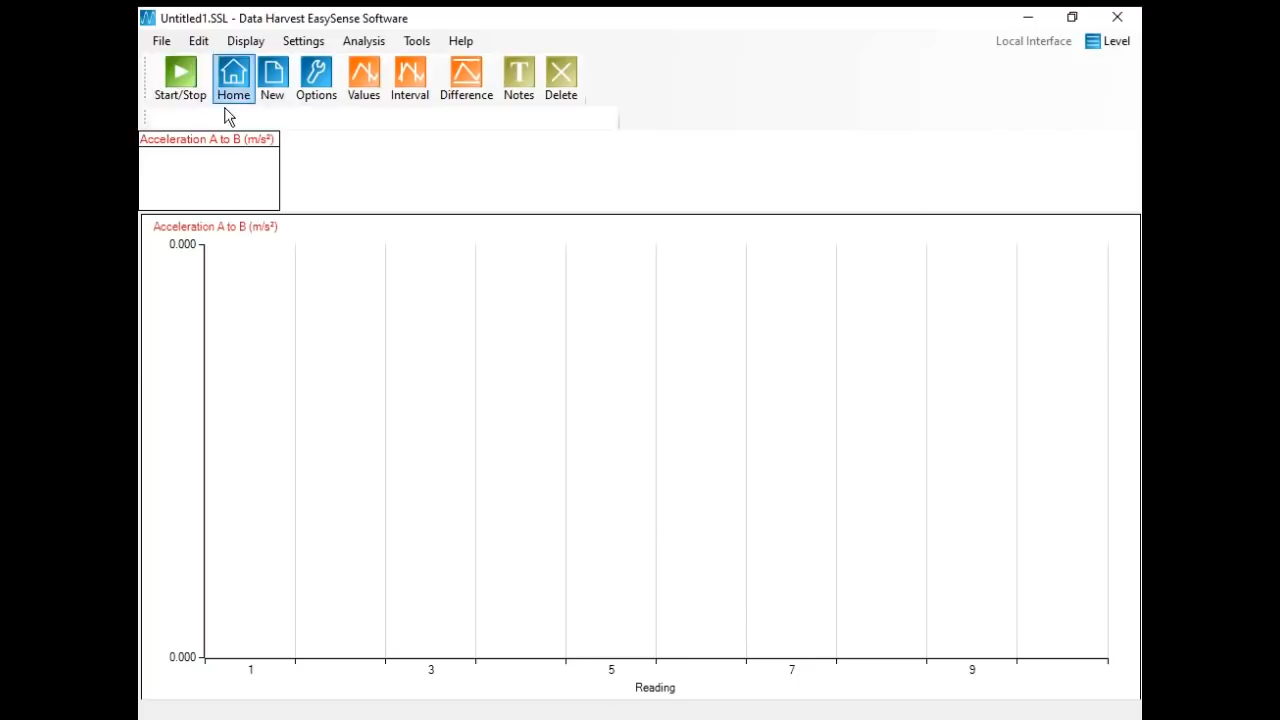 Untitled1.SSL - Data Harvest EasySense Software
File Edit Display Settings Analysis Tools Help Local Interface Level
Start/Stop Home New Options Values Interval Difference Notes Delete
Acceleration A to B (m/s²)
Acceleration A to B (m/s²)
0.000
0.000
1 3 5 7 9
Reading